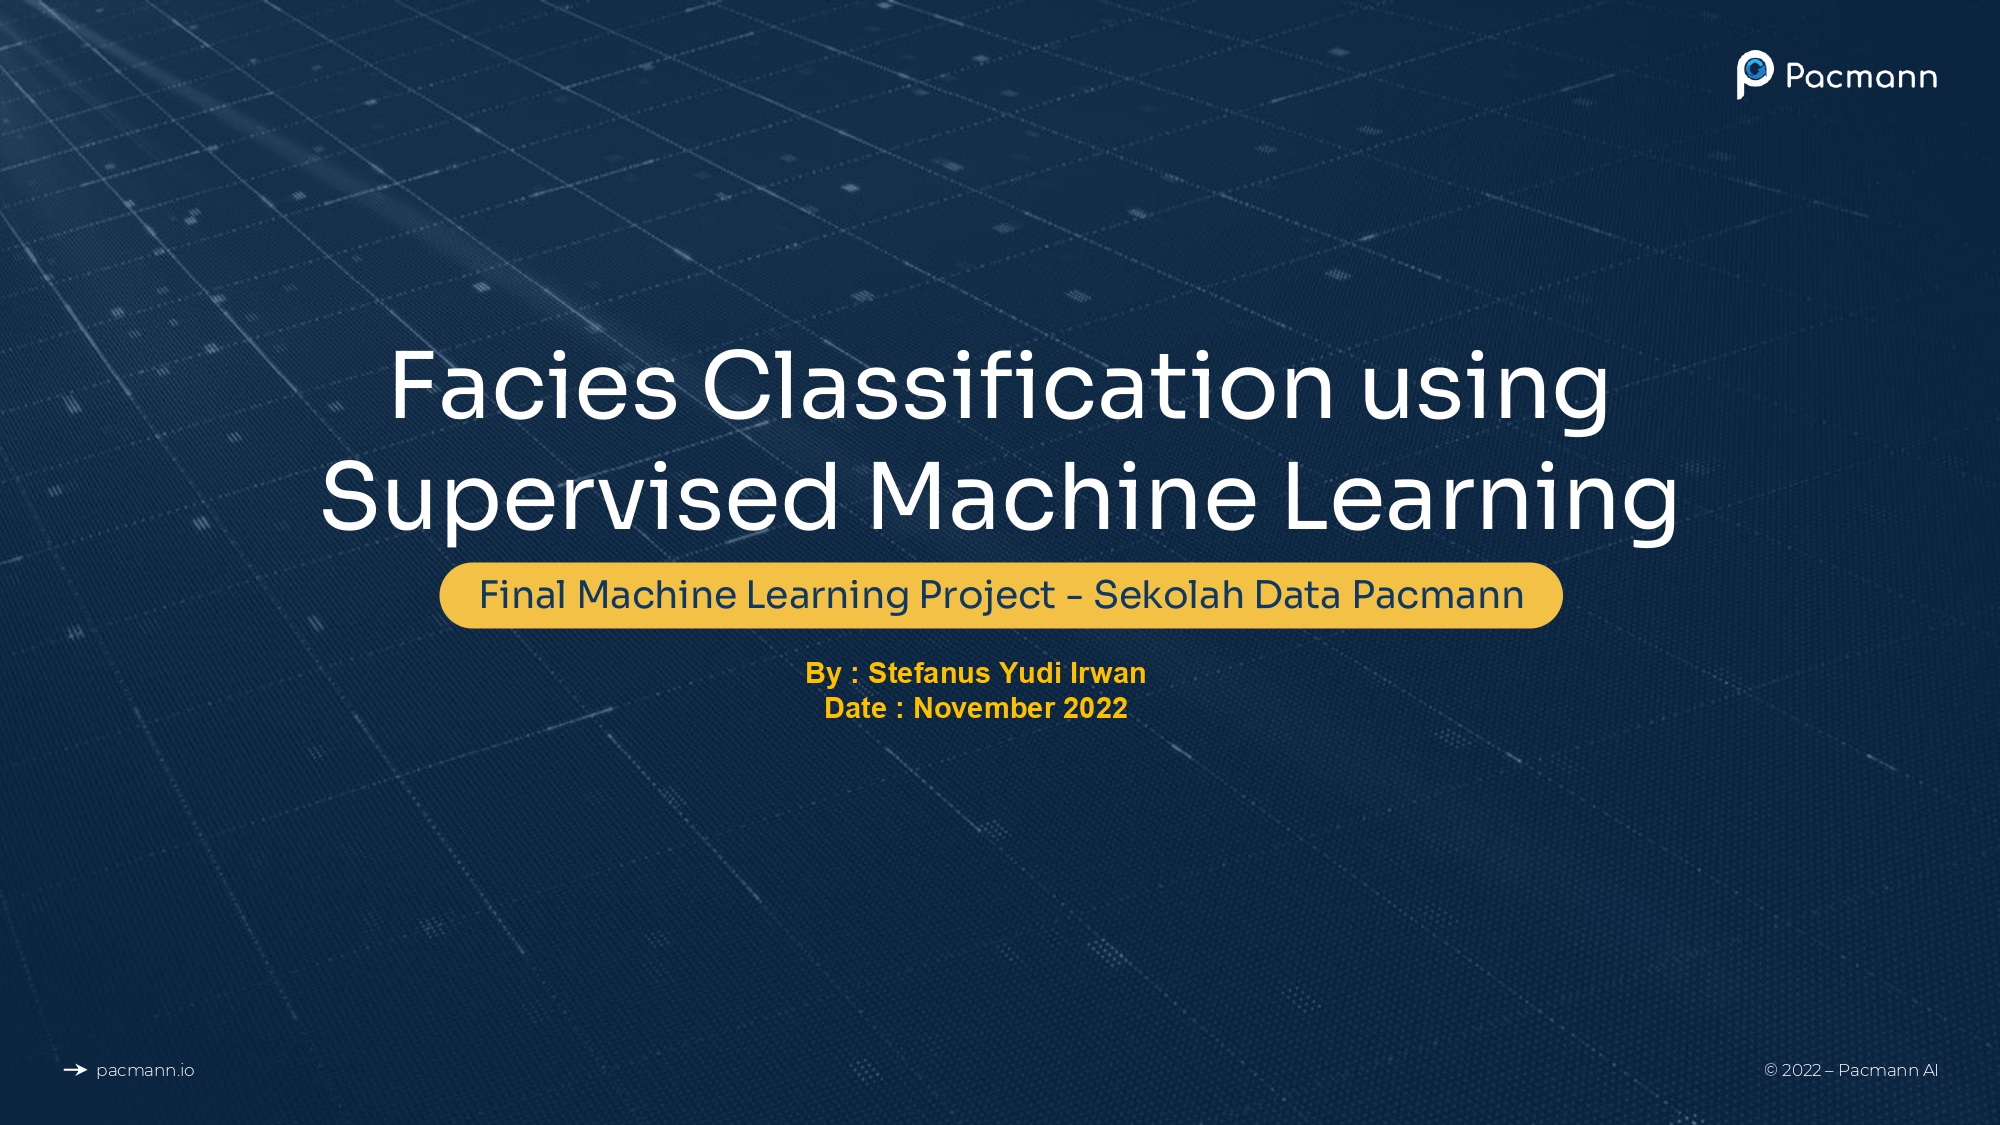 Pacmann
Facies Classification using
Supervised Machine Learning
Final Machine Learning Project - Sekolah Data Pacmann
By : Stefanus Yudi Irwan
Date : November 2022
pacmann.io
© 2022 – Pacmann AI